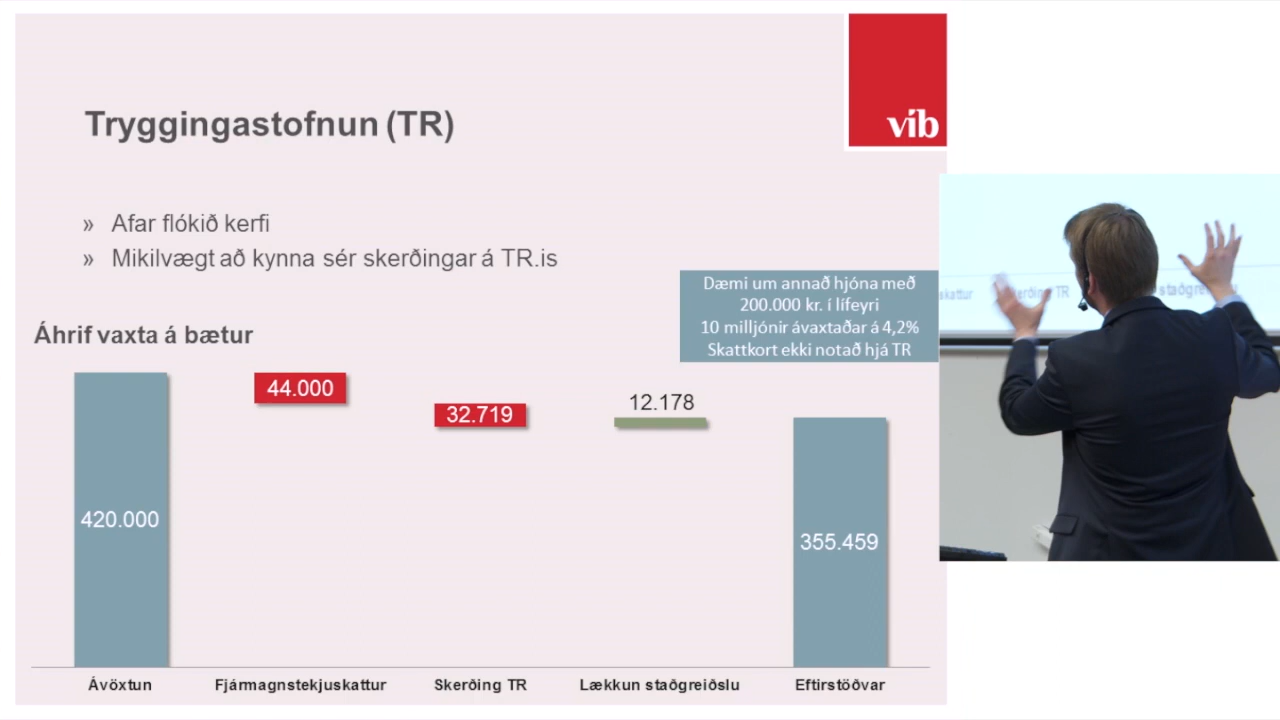 víb
Tryggingastofnun (TR)
» Afar flókið kerfi
» Mikilvægt að kynna sér skerðingar á TR.is
Dæmi um annað hjóna með
200.000 kr. í lífeyri
10 milljónir ávaxtaðar á 4,2%
Skattkort ekki notað hjá TR
Áhrif vaxta á bætur
420.000
44.000
32.719
12.178
355.459
Ávöxtun
Fjármagnstekjuskattur
Skerðing TR
Lækkun staðgreiðslu
Eftirstöðvar
skattur
TR